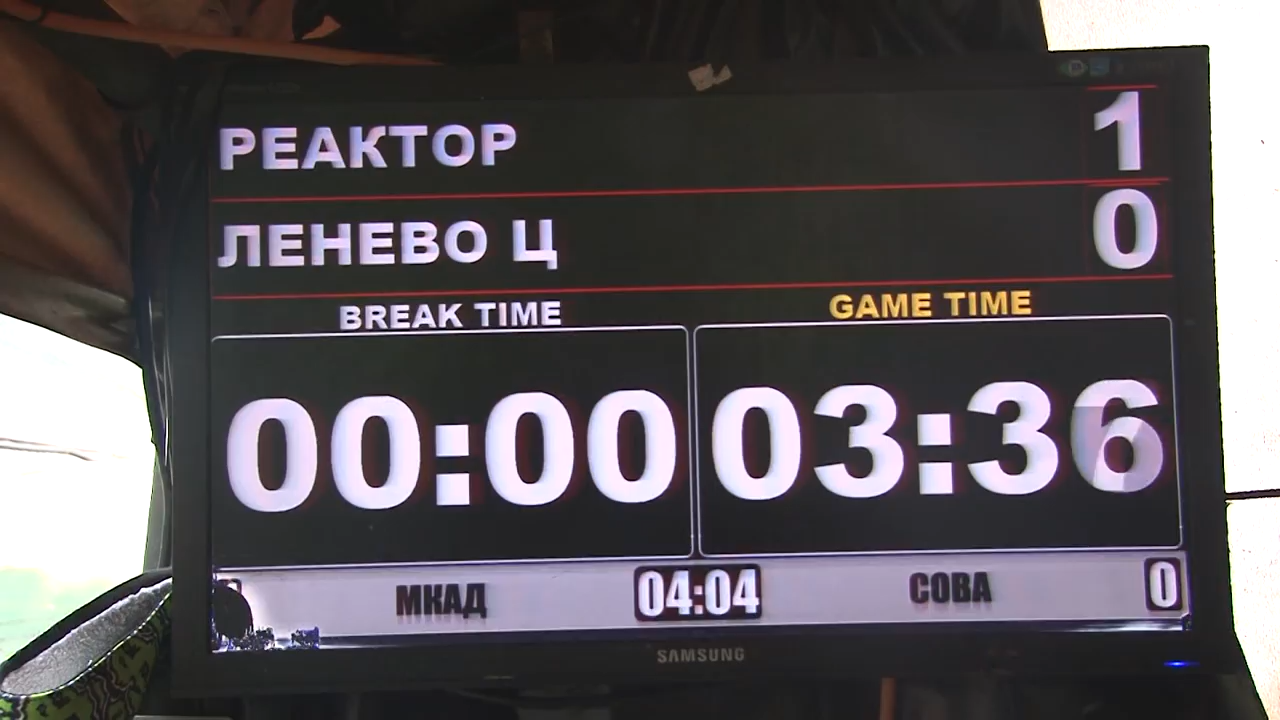 РЕАКТОР 1
ЛЕНЕВО Ц 0
BREAK TIME GAME TIME
00:00 03:36
МКАД 04:04 СОВА 0
SAMSUNG